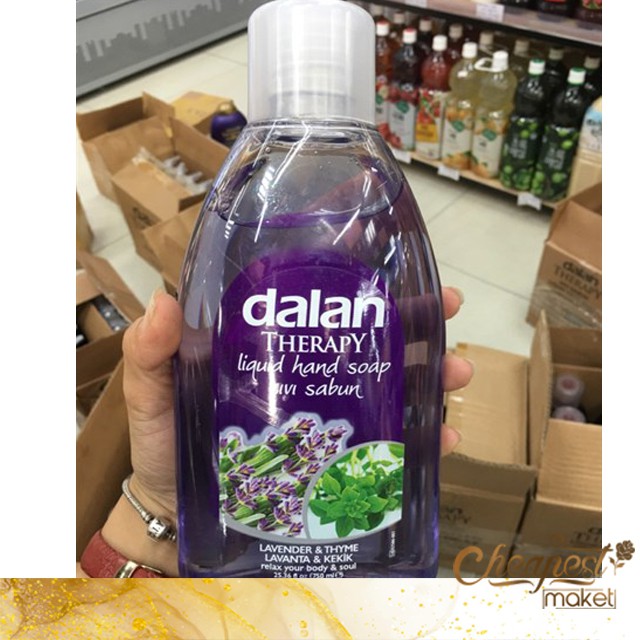 dalan
THERAPY
liquid hand soap
sıvı sabun
LAVENDER & THYME
LAVANTA & KEKİK
relax your body & soul
25.36 fl oz (750 ml) ℮
dalan
THERAPY
Cheapest
maket